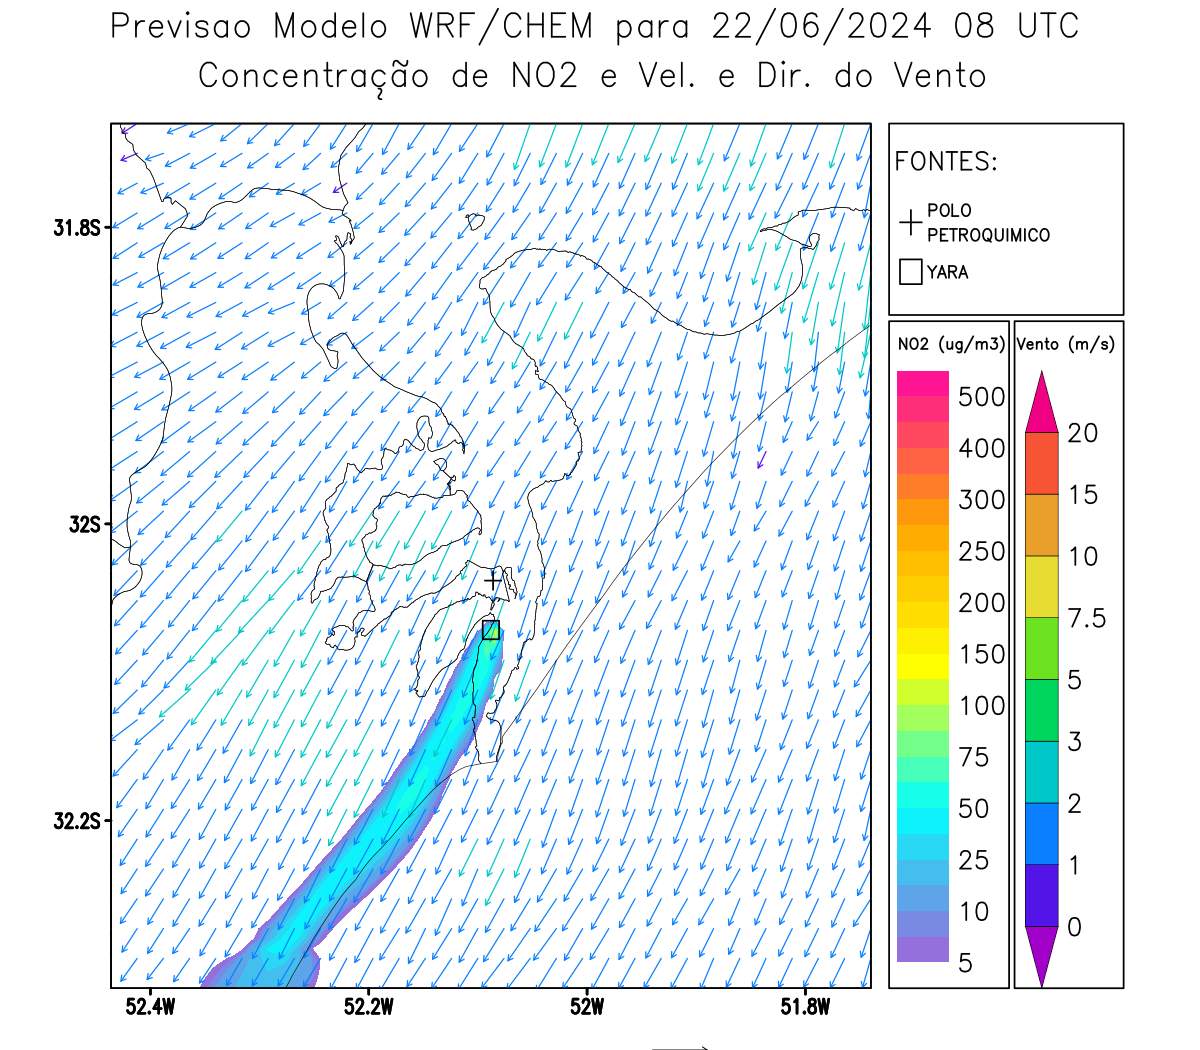 Previsao Modelo WRF/CHEM para 22/06/2024 08 UTC
Concentração de NO2 e Vel. e Dir. do Vento
FONTES:
POLO
PETROQUIMICO
YARA
NO2 (ug/m3)
500
400
300
250
200
150
100
75
50
25
10
5
Vento (m/s)
20
15
10
7.5
5
3
2
1
0
31.8S
32S
32.2S
52.4W
52.2W
52W
51.8W